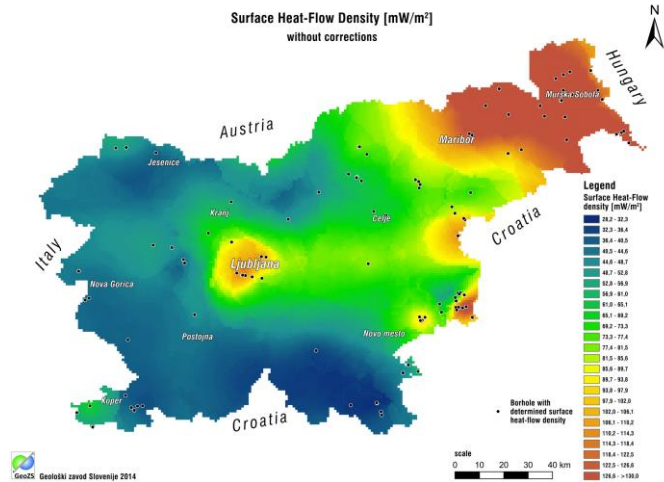 Surface Heat-Flow Density [mW/m²]
without corrections
N
Hungary
Austria
Murska Sobota
Maribor
Jesenice
Kranj
Celje
Croatia
Italy
Ljubljana
Nova Gorica
Postojna
Novo mesto
Koper
Croatia
Legend
Surface Heat-Flow
density [mW/m²]
28,2 - 32,3
32,3 - 36,4
36,4 - 40,5
40,5 - 44,6
44,6 - 48,7
48,7 - 52,8
52,8 - 56,9
56,9 - 61,0
61,0 - 65,1
65,1 - 69,2
69,2 - 73,3
73,3 - 77,4
77,4 - 81,5
81,5 - 85,6
85,6 - 89,7
89,7 - 93,8
93,8 - 97,9
97,9 - 102,0
102,0 - 106,1
106,1 - 110,2
110,2 - 114,3
114,3 - 118,4
118,4 - 122,5
122,5 - 126,6
126,6 - >130,0
Borehole with
determined surface
heat-flow density
scale
0 10 20 30 40 km
GeoZS
Geološki zavod Slovenije 2014